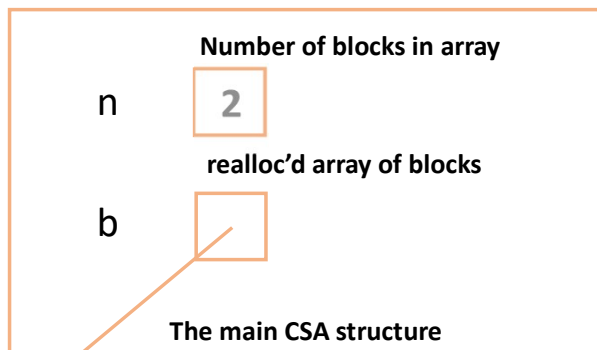 Number of blocks in array
n 2
realloc’d array of blocks
b
The main CSA structure